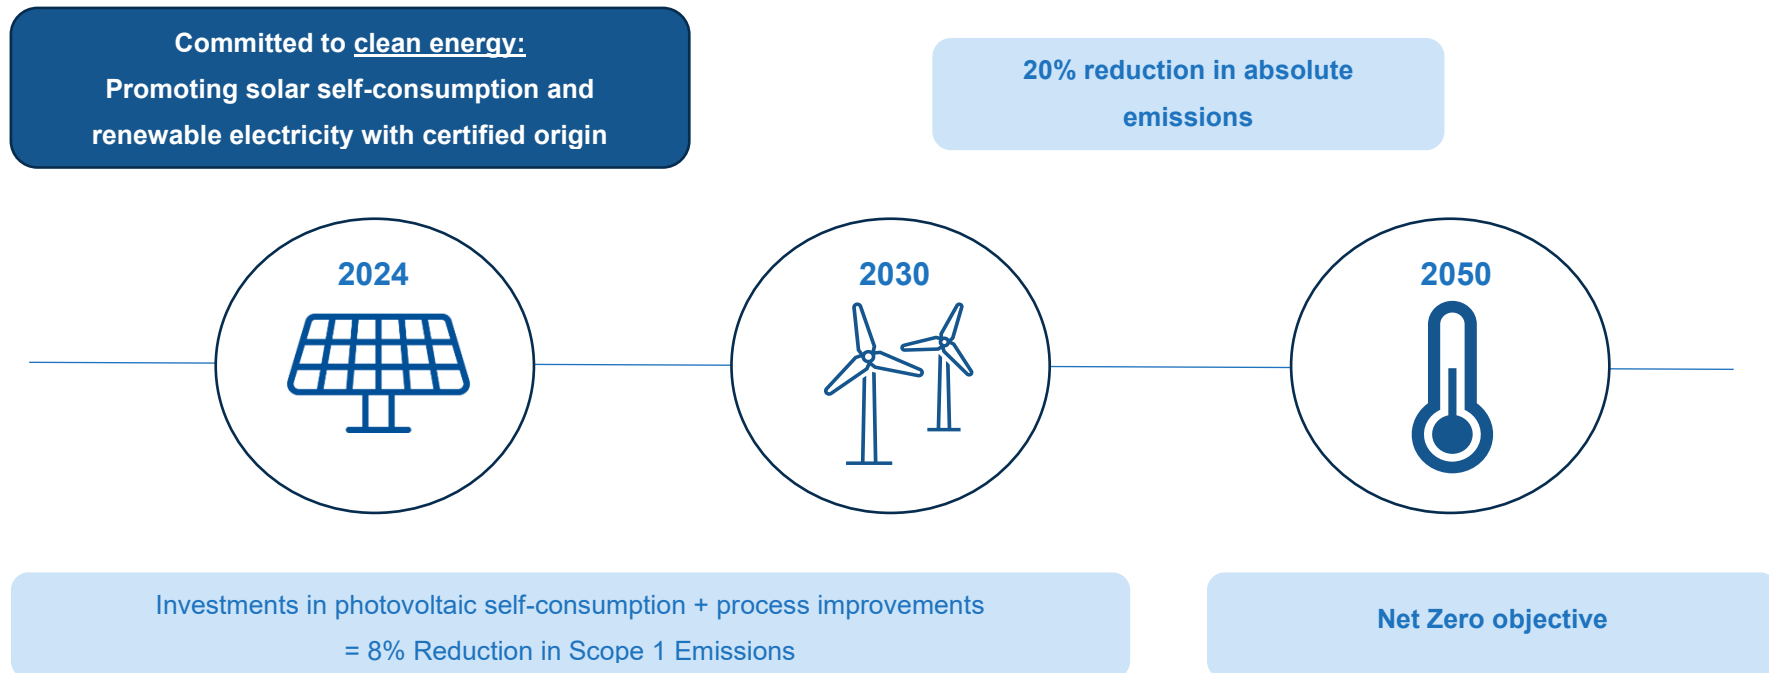 Committed to clean energy:
Promoting solar self-consumption and
renewable electricity with certified origin
20% reduction in absolute
emissions
2024
2030
2050
Investments in photovoltaic self-consumption + process improvements
= 8% Reduction in Scope 1 Emissions
Net Zero objective